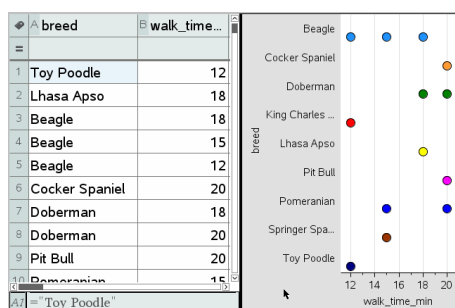 A breed B walk_time...
=
1 Toy Poodle 12
2 Lhasa Apso 18
3 Beagle 18
4 Beagle 15
5 Beagle 12
6 Cocker Spaniel 20
7 Doberman 18
8 Doberman 20
9 Pit Bull 20
10 Pomeranian 15
A1 ="Toy Poodle"
breed
Beagle
Cocker Spaniel
Doberman
King Charles ...
Lhasa Apso
Pit Bull
Pomeranian
Springer Spa...
Toy Poodle
12 14 16 18 20
walk_time_min